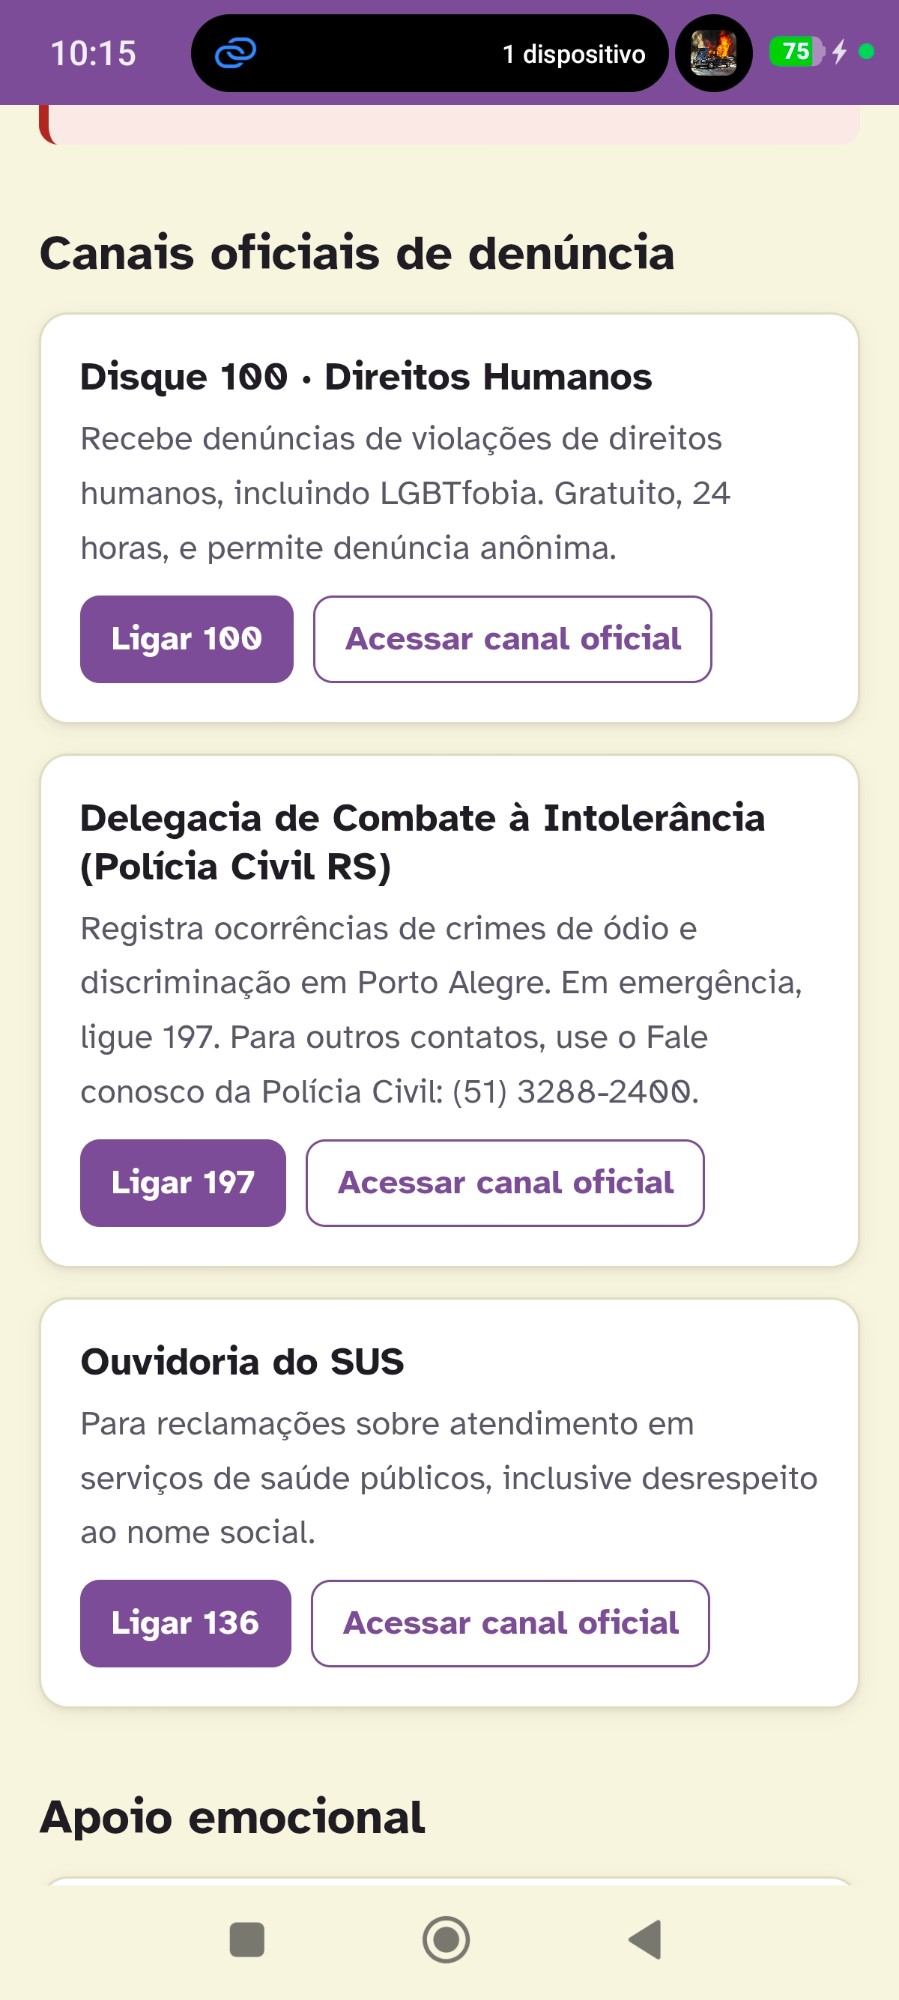 10:15
1 dispositivo
75
Canais oficiais de denúncia
Disque 100 · Direitos Humanos
Recebe denúncias de violações de direitos
humanos, incluindo LGBTfobia. Gratuito, 24
horas, e permite denúncia anônima.
Ligar 100
Acessar canal oficial
Delegacia de Combate à Intolerância
(Polícia Civil RS)
Registra ocorrências de crimes de ódio e
discriminação em Porto Alegre. Em emergência,
ligue 197. Para outros contatos, use o Fale
conosco da Polícia Civil: (51) 3288-2400.
Ligar 197
Acessar canal oficial
Ouvidoria do SUS
Para reclamações sobre atendimento em
serviços de saúde públicos, inclusive desrespeito
ao nome social.
Ligar 136
Acessar canal oficial
Apoio emocional